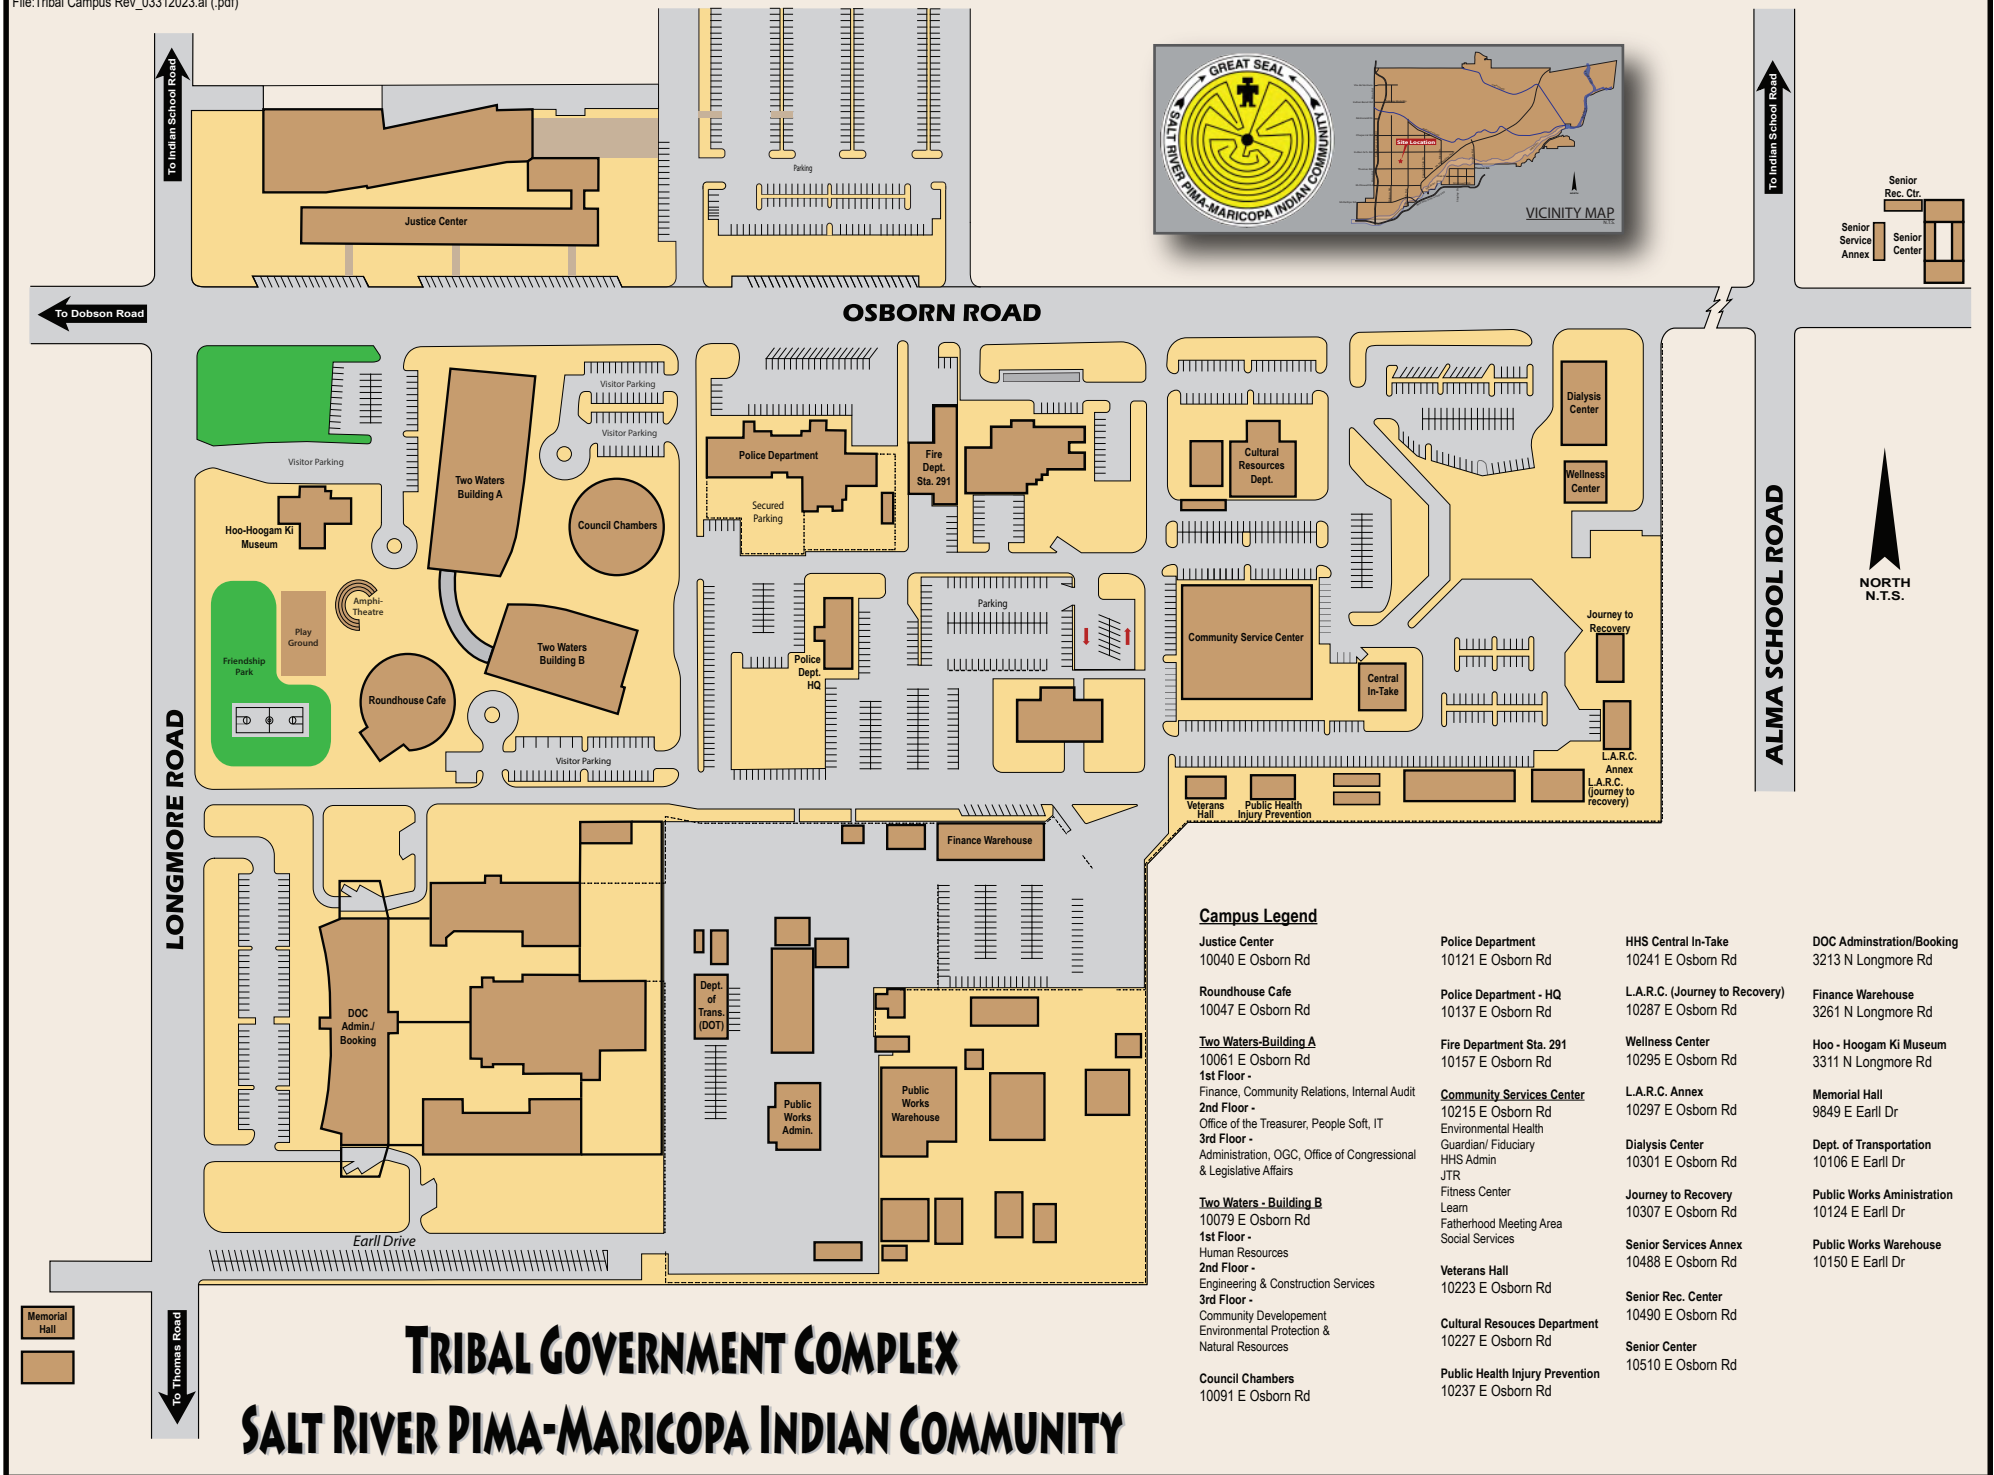 File:Tribal Campus Rev_03312023.ai (.pdf)
To Indian School Road
Justice Center
Parking
GREAT SEAL
SALT RIVER PIMA-MARICOPA INDIAN COMMUNITY
Site Location
VICINITY MAP
N.T.S.
To Indian School Road
Senior
Rec. Ctr.
Senior
Service
Annex
Senior
Center
To Dobson Road
OSBORN ROAD
Visitor Parking
Visitor Parking
Visitor Parking
Two Waters
Building A
Council Chambers
Hoo-Hoogam Ki
Museum
Police Department
Secured
Parking
Fire
Dept.
Sta. 291
Cultural
Resources
Dept.
Dialysis
Center
Wellness
Center
NORTH
N.T.S.
ALMA SCHOOL ROAD
Amphi-
Theatre
Play
Ground
Friendship
Park
Two Waters
Building B
Roundhouse Cafe
Visitor Parking
Police
Dept.
HQ
Parking
Community Service Center
Central
In-Take
Journey to
Recovery
L.A.R.C.
Annex
L.A.R.C.
(journey to
recovery)
Veterans
Hall
Public Health
Injury Prevention
LONGMORE ROAD
Finance Warehouse
DOC
Admin./
Booking
Dept.
of
Trans.
(DOT)
Public
Works
Admin.
Public
Works
Warehouse
Earll Drive
To Thomas Road
Memorial
Hall
TRIBAL GOVERNMENT COMPLEX
SALT RIVER PIMA-MARICOPA INDIAN COMMUNITY
Campus Legend
Justice Center
10040 E Osborn Rd
Roundhouse Cafe
10047 E Osborn Rd
Two Waters-Building A
10061 E Osborn Rd
1st Floor -
Finance, Community Relations, Internal Audit
2nd Floor -
Office of the Treasurer, People Soft, IT
3rd Floor -
Administration, OGC, Office of Congressional
& Legislative Affairs
Two Waters - Building B
10079 E Osborn Rd
1st Floor -
Human Resources
2nd Floor -
Engineering & Construction Services
3rd Floor -
Community Developement
Environmental Protection &
Natural Resources
Council Chambers
10091 E Osborn Rd
Police Department
10121 E Osborn Rd
Police Department - HQ
10137 E Osborn Rd
Fire Department Sta. 291
10157 E Osborn Rd
Community Services Center
10215 E Osborn Rd
Environmental Health
Guardian/ Fiduciary
HHS Admin
JTR
Fitness Center
Learn
Fatherhood Meeting Area
Social Services
Veterans Hall
10223 E Osborn Rd
Cultural Resouces Department
10227 E Osborn Rd
Public Health Injury Prevention
10237 E Osborn Rd
HHS Central In-Take
10241 E Osborn Rd
L.A.R.C. (Journey to Recovery)
10287 E Osborn Rd
Wellness Center
10295 E Osborn Rd
L.A.R.C. Annex
10297 E Osborn Rd
Dialysis Center
10301 E Osborn Rd
Journey to Recovery
10307 E Osborn Rd
Senior Services Annex
10488 E Osborn Rd
Senior Rec. Center
10490 E Osborn Rd
Senior Center
10510 E Osborn Rd
DOC Adminstration/Booking
3213 N Longmore Rd
Finance Warehouse
3261 N Longmore Rd
Hoo - Hoogam Ki Museum
3311 N Longmore Rd
Memorial Hall
9849 E Earll Dr
Dept. of Transportation
10106 E Earll Dr
Public Works Aministration
10124 E Earll Dr
Public Works Warehouse
10150 E Earll Dr